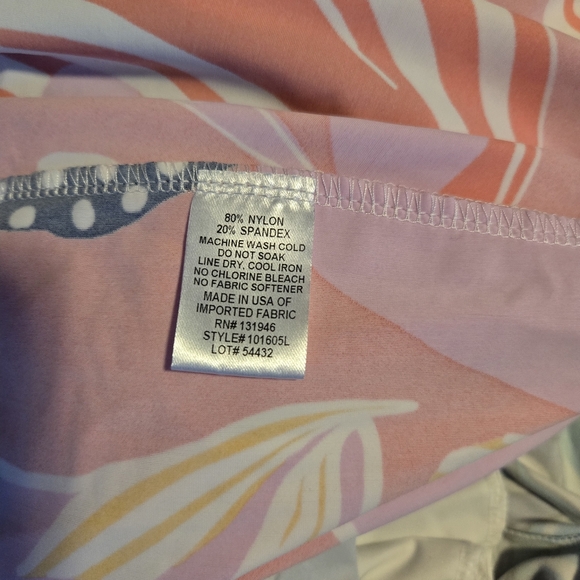 80% NYLON
20% SPANDEX
MACHINE WASH COLD
DO NOT SOAK
LINE DRY, COOL IRON
NO CHLORINE BLEACH
NO FABRIC SOFTENER
MADE IN USA OF
IMPORTED FABRIC
RN# 131946
STYLE# 101605L
LOT# 54432